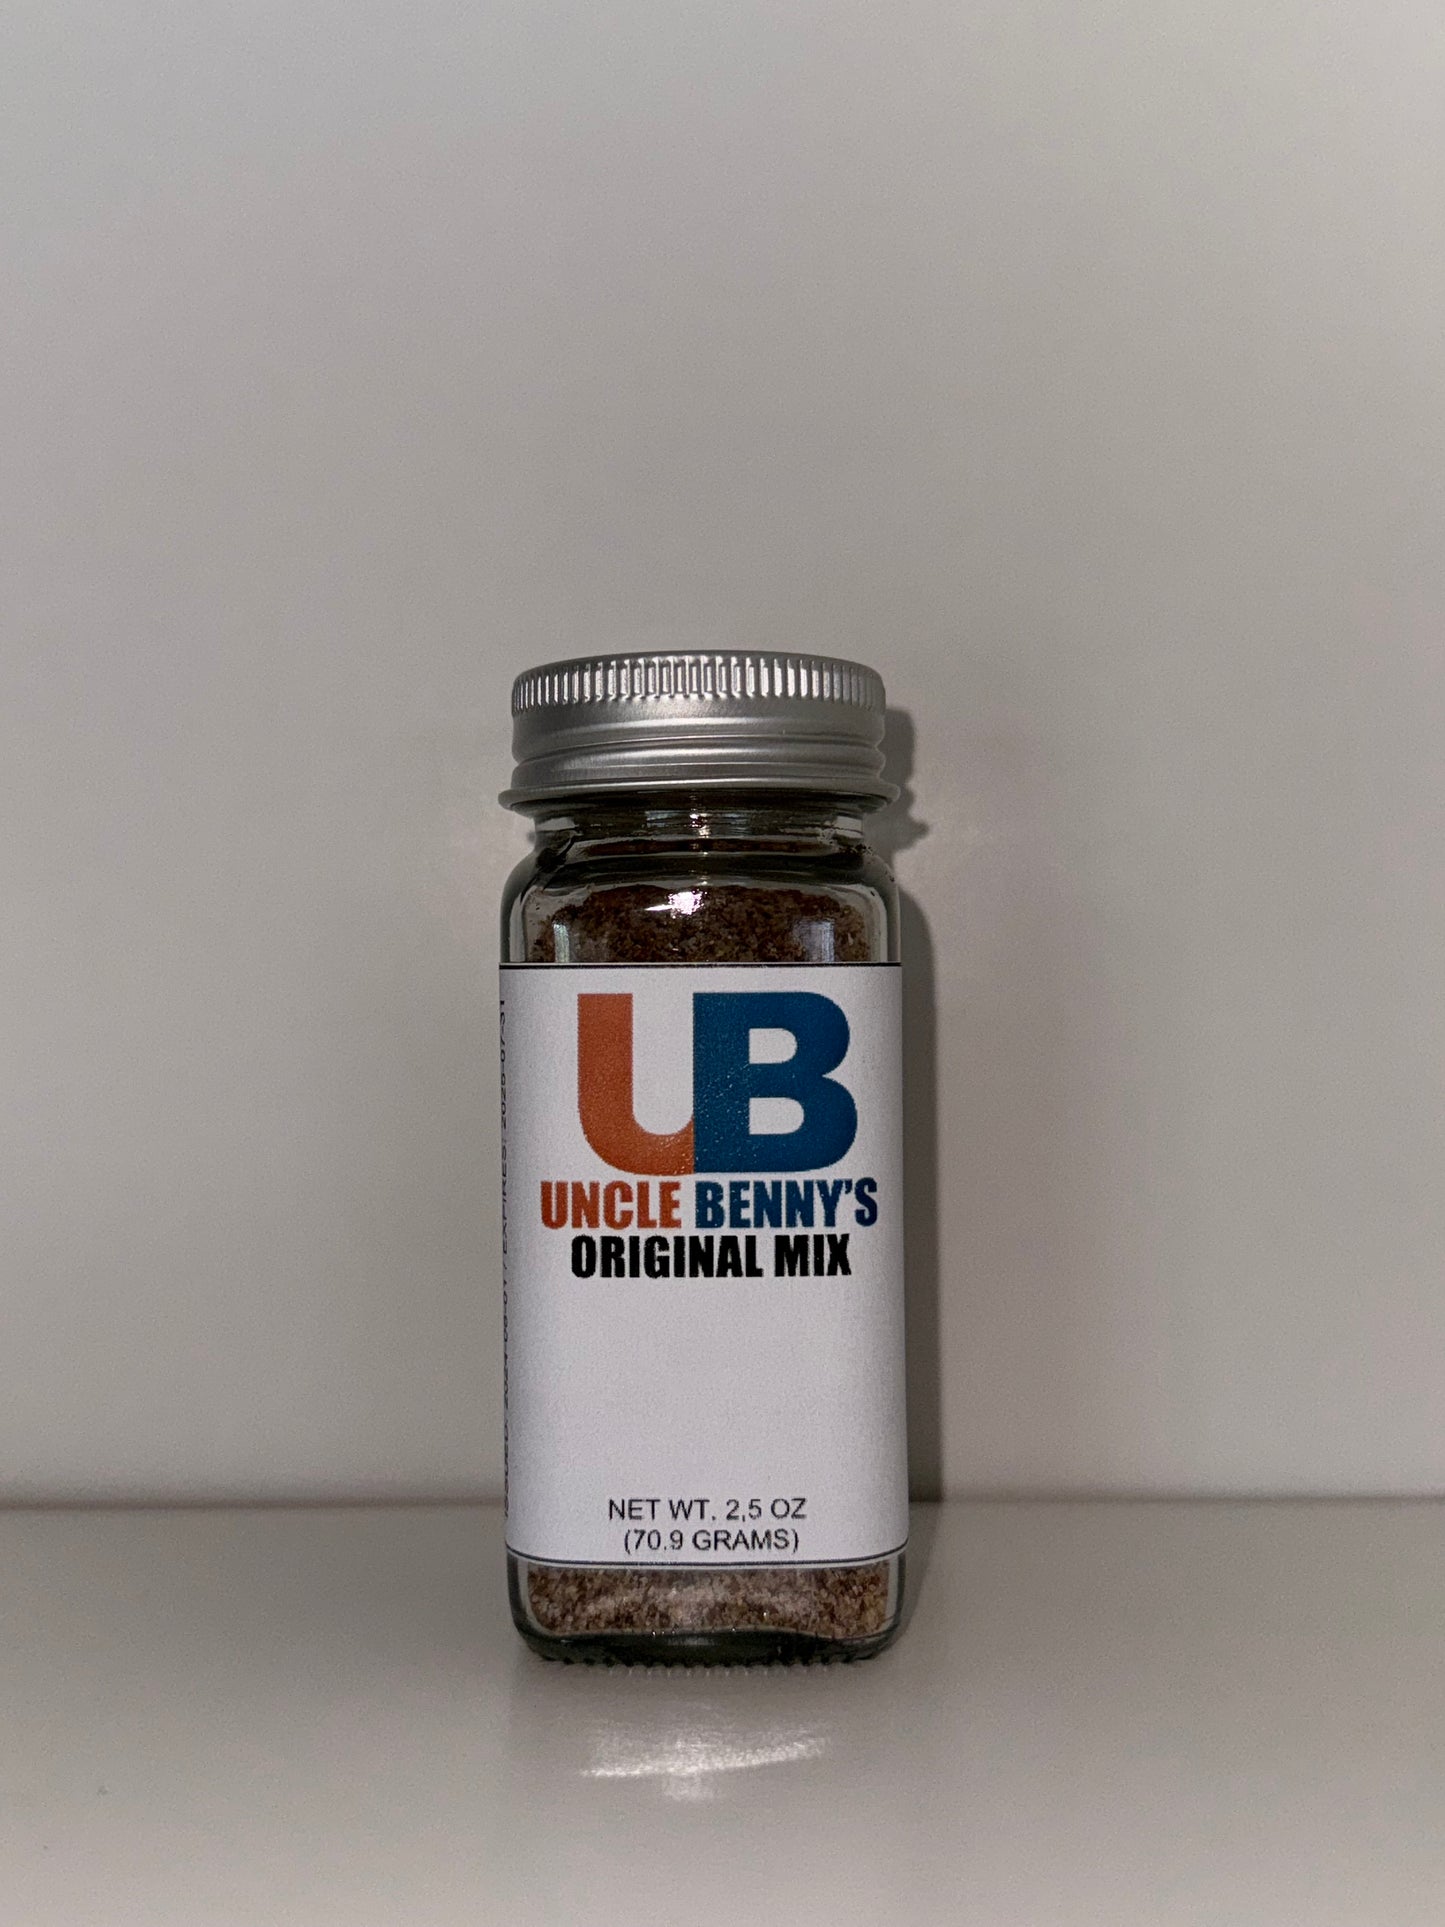 UB
UNCLE BENNY'S
ORIGINAL MIX
NET WT. 2,5 OZ
(70.9 GRAMS)